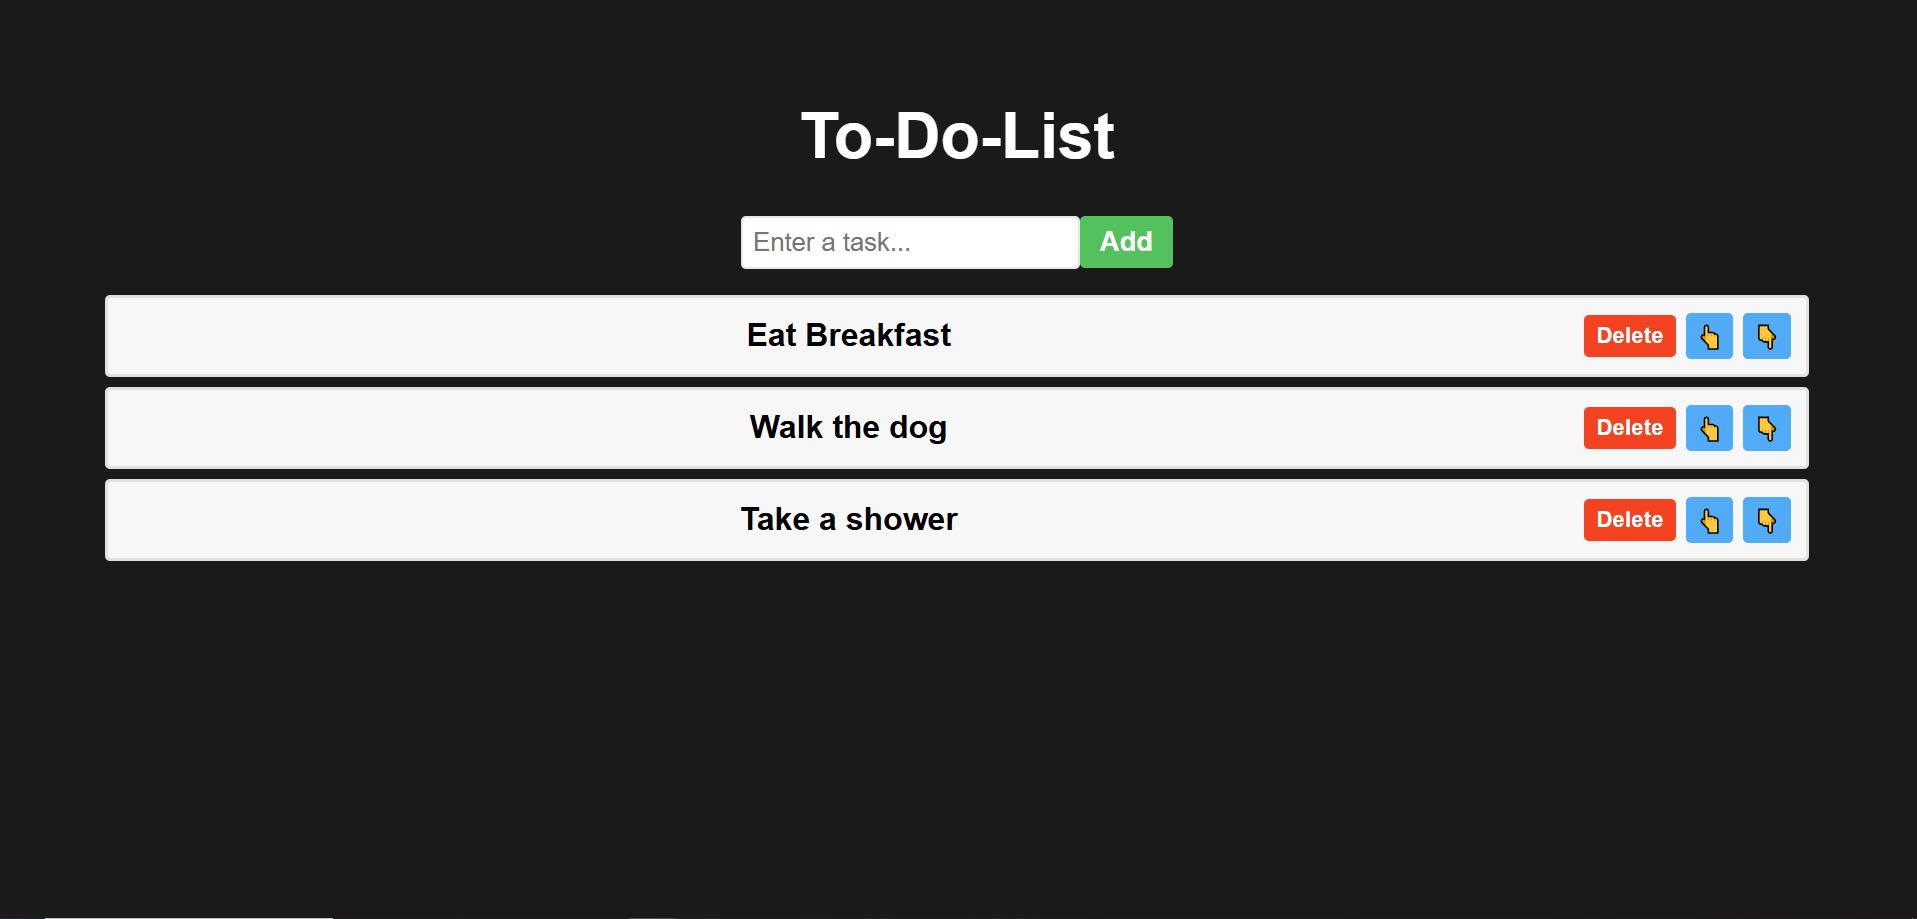 To-Do-List
Enter a task... Add
Eat Breakfast Delete 👆 👇
Walk the dog Delete 👆 👇
Take a shower Delete 👆 👇